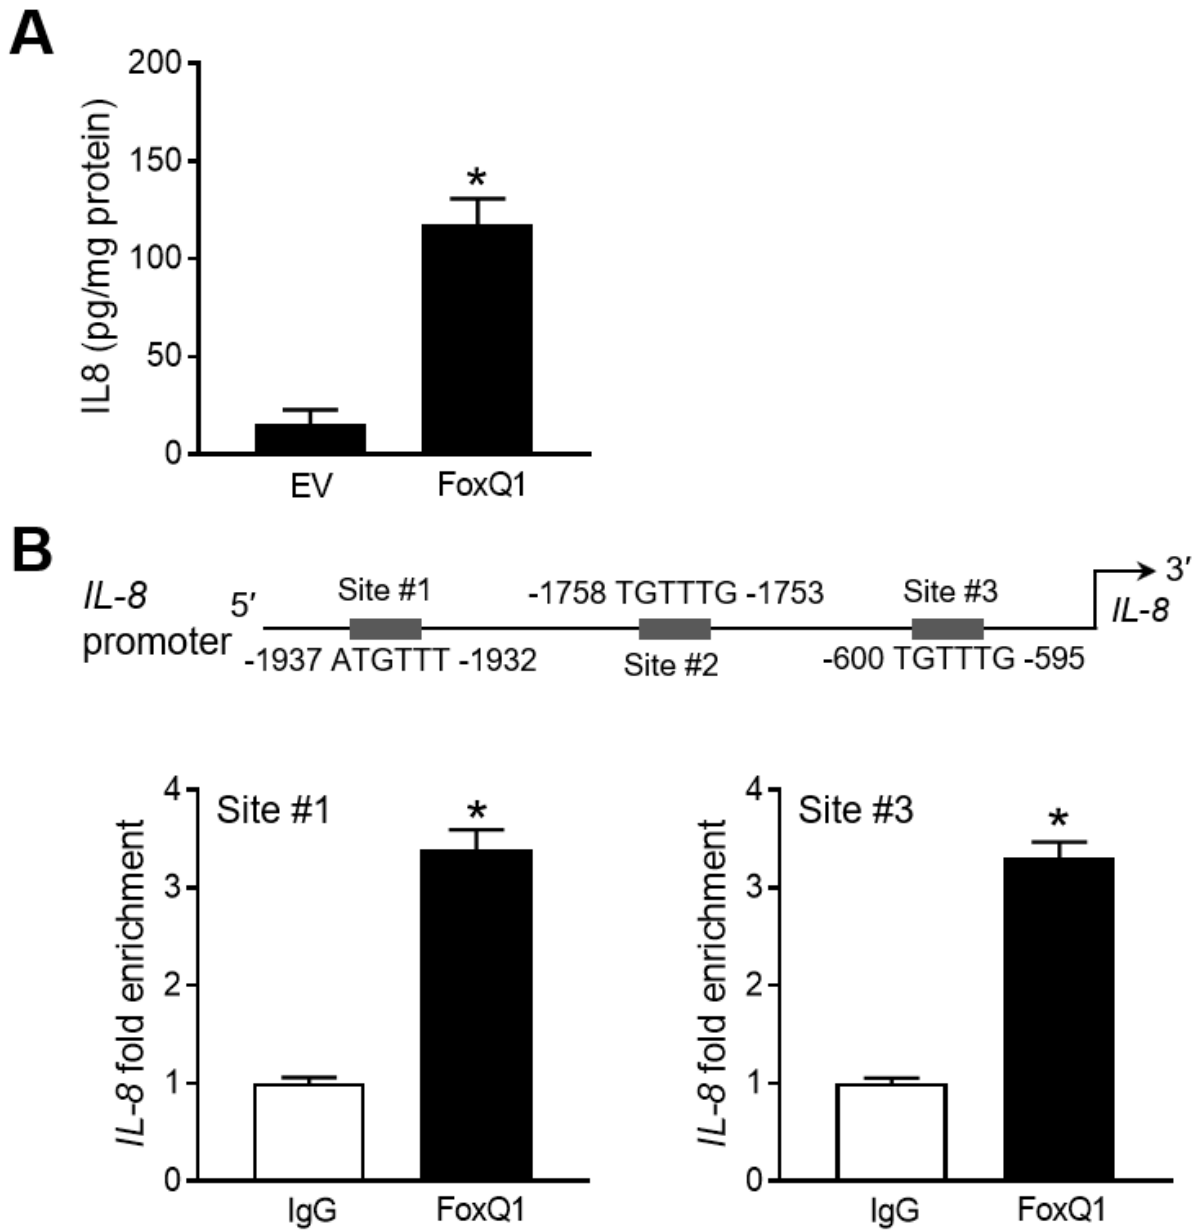 A
200
150
100
50
0
IL8 (pg/mg protein)
*
EV
FoxQ1
B
IL-8
promoter
5′
Site #1
-1937 ATGTTT -1932
-1758 TGTTTG -1753
Site #2
Site #3
-600 TGTTTG -595
3′
IL-8
4
3
2
1
0
IL-8 fold enrichment
Site #1
*
IgG
FoxQ1
4
3
2
1
0
IL-8 fold enrichment
Site #3
*
IgG
FoxQ1